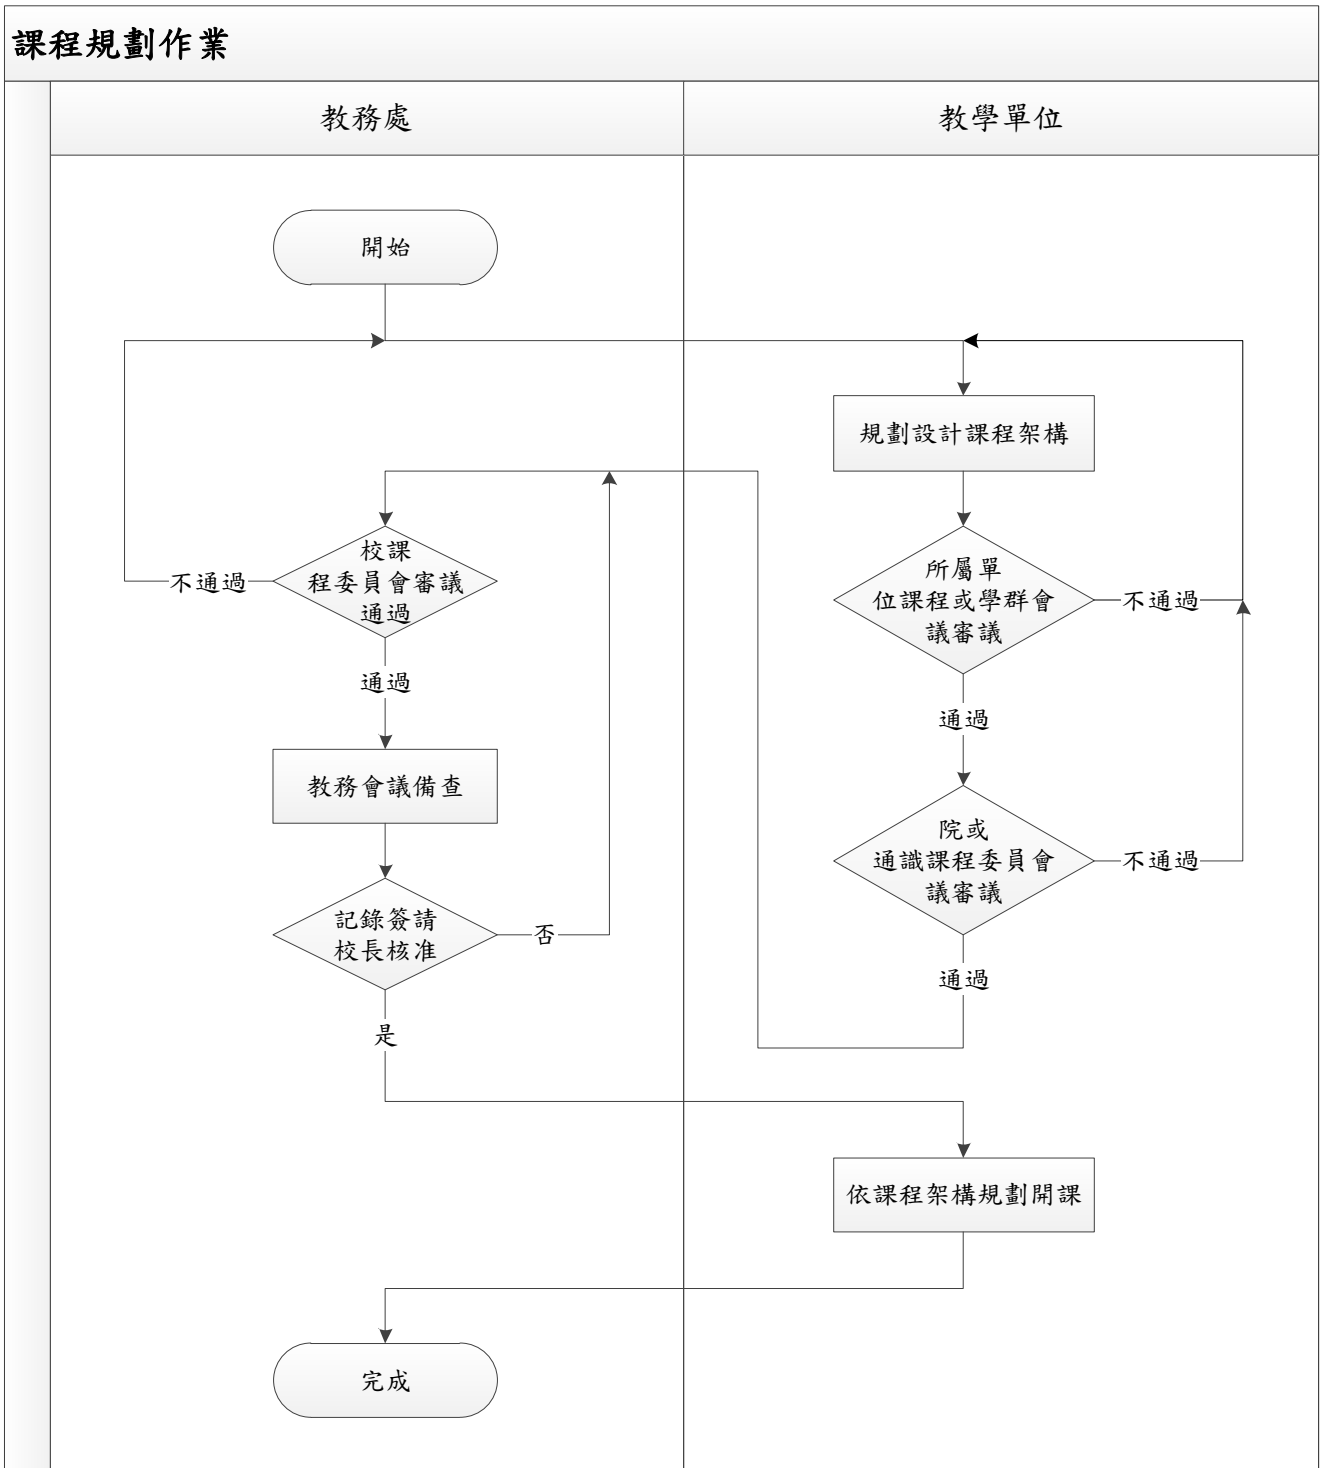 課程規劃作業
教務處
教學單位
開始
規劃設計課程架構
校課
程委員會審議
通過
不通過
所屬單
位課程或學群會
議審議
不通過
通過
通過
教務會議備查
院或
通識課程委員會
議審議
不通過
記錄簽請
校長核准
否
通過
是
依課程架構規劃開課
完成